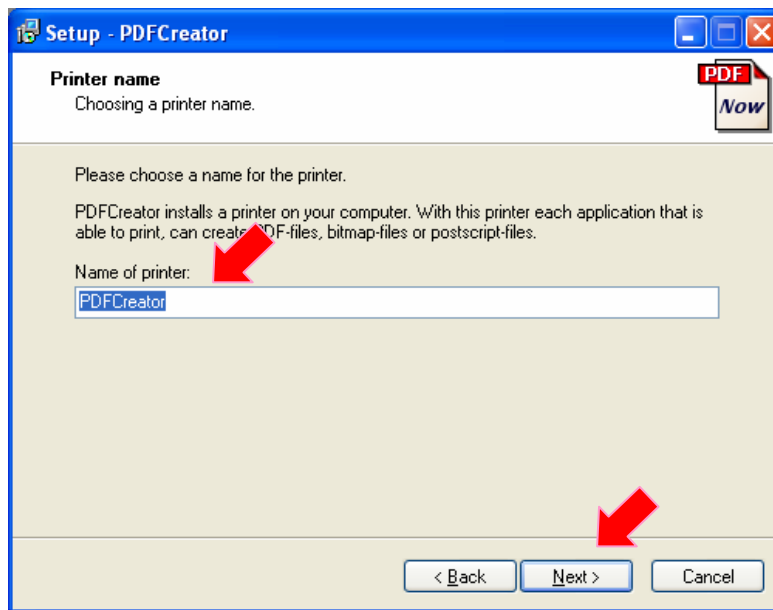 Setup - PDFCreator
Printer name
Choosing a printer name.
PDF
Now
Please choose a name for the printer.
PDFCreator installs a printer on your computer. With this printer each application that is
able to print, can create PDF-files, bitmap-files or postscript-files.
Name of printer:
PDFCreator
< Back
Next >
Cancel